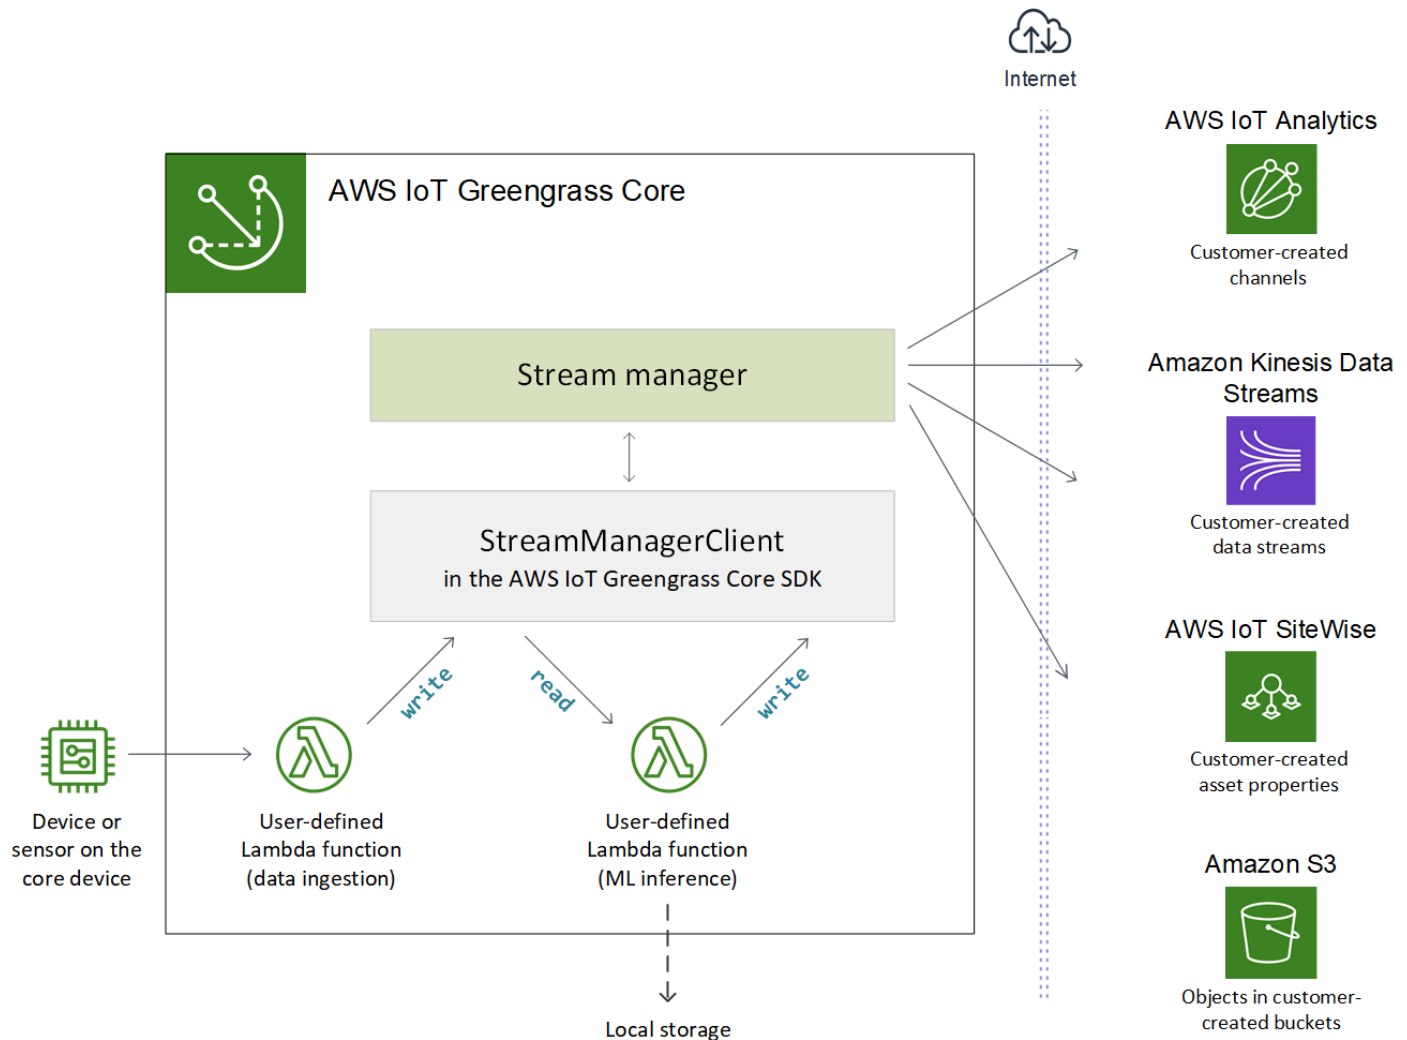 Internet
AWS IoT Analytics
Customer-created
channels
AWS IoT Greengrass Core
Stream manager
Amazon Kinesis Data
Streams
Customer-created
data streams
StreamManagerClient
in the AWS IoT Greengrass Core SDK
write
read
write
AWS IoT SiteWise
Customer-created
asset properties
Device or
sensor on the
core device
User-defined
Lambda function
(data ingestion)
User-defined
Lambda function
(ML inference)
Local storage
Amazon S3
Objects in customer-
created buckets